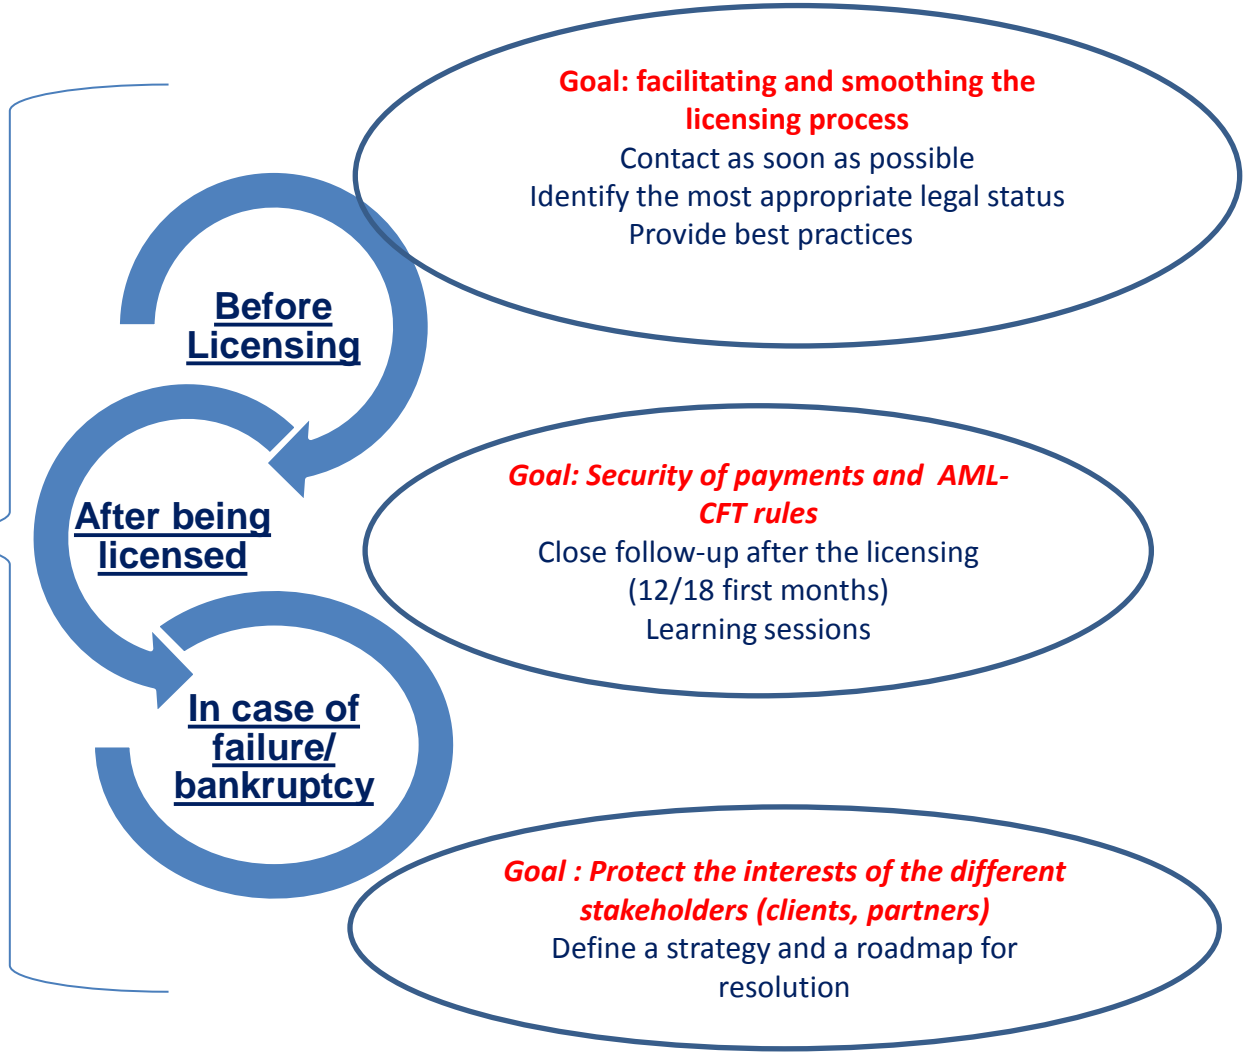 Goal: facilitating and smoothing the
licensing process
Contact as soon as possible
Identify the most appropriate legal status
Provide best practices
Before
Licensing
Goal: Security of payments and AML-
CFT rules
Close follow-up after the licensing
(12/18 first months)
Learning sessions
After being
licensed
In case of
failure/
bankruptcy
Goal : Protect the interests of the different
stakeholders (clients, partners)
Define a strategy and a roadmap for
resolution